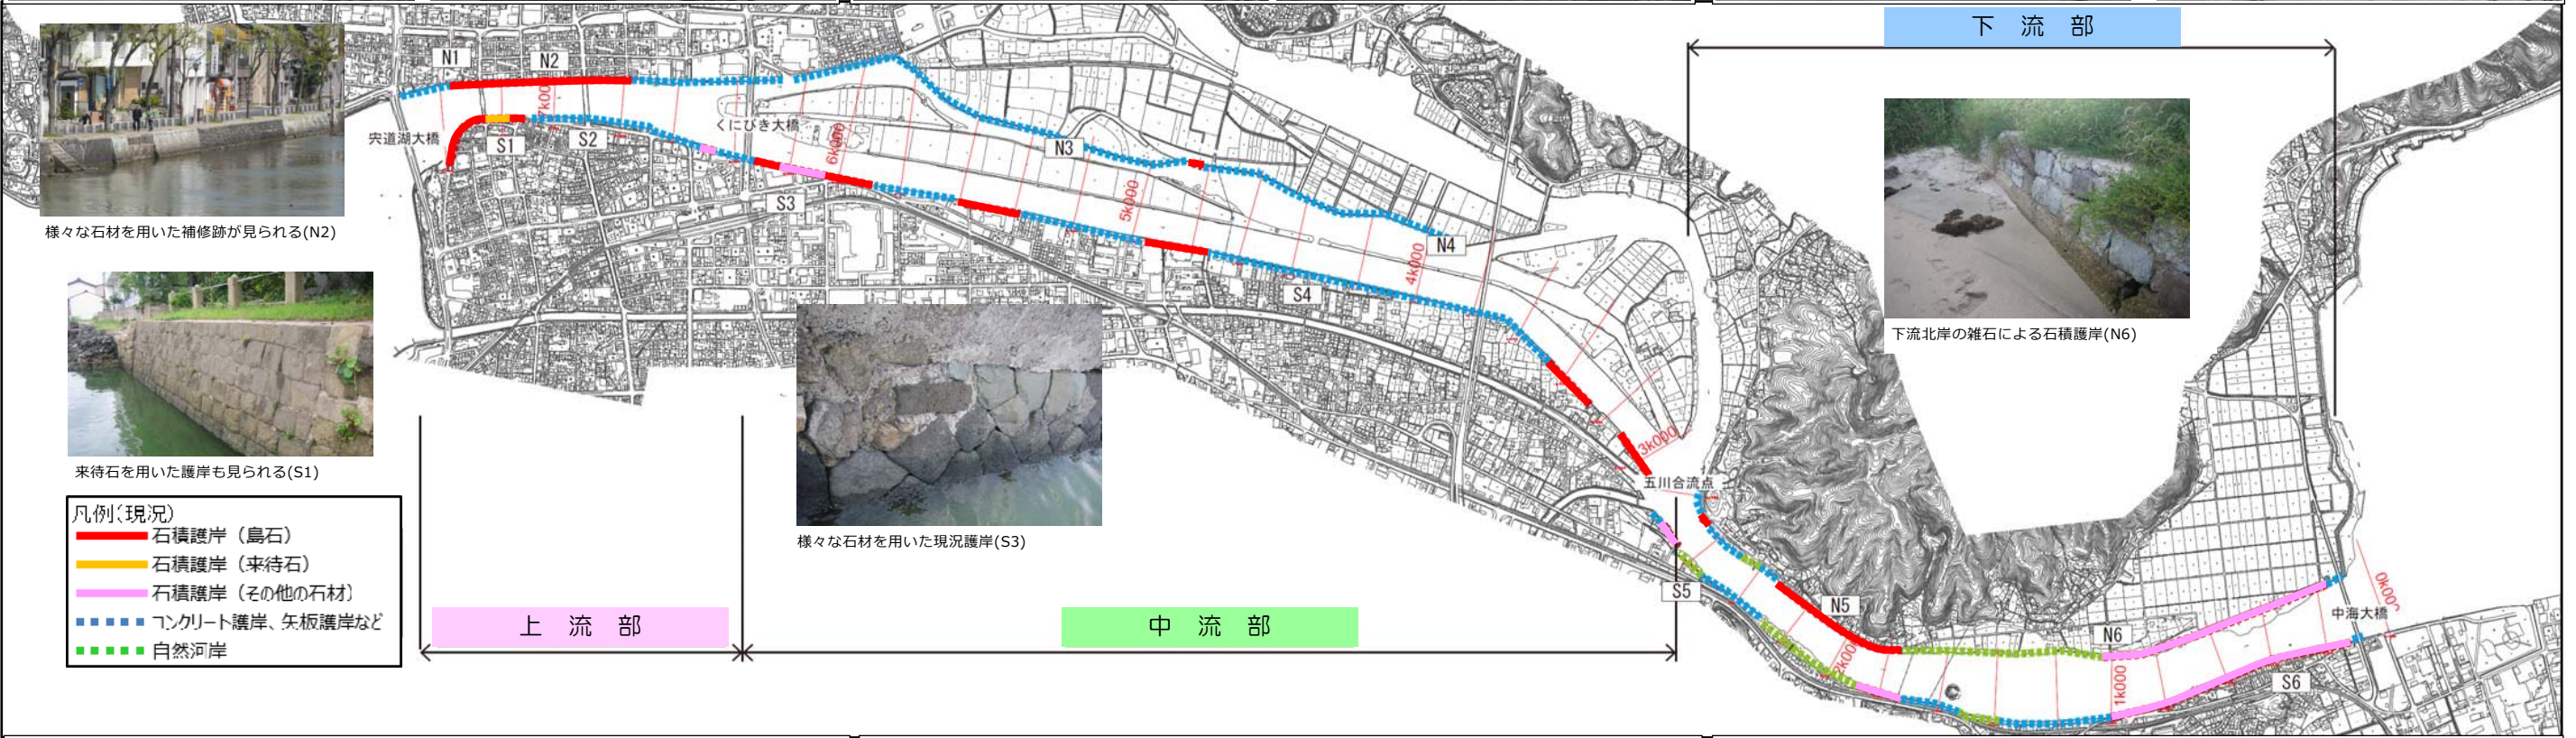 下 流 部
N1
N2
7k00
宍道湖大橋
S1
S2
くにびき大橋
6k000
N3
5k000
S3
N4
4k000
S4
様々な石材を用いた補修跡が見られる(N2)
来待石を用いた護岸も見られる(S1)
様々な石材を用いた現況護岸(S3)
下流北岸の雑石による石積護岸(N6)
3k000
五川合流点
S5
N5
2k00
N6
1k000
S6
中海大橋
0k00
凡例(現況)
石積護岸（島石）
石積護岸（来待石）
石積護岸（その他の石材）
コンクリート護岸、矢板護岸など
自然河岸
上 流 部
中 流 部